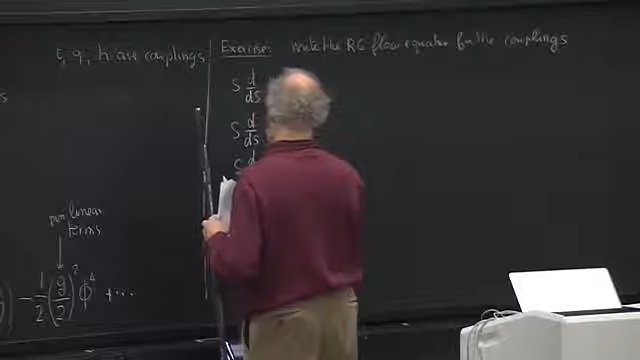 t, g, h are couplings
Exercise: Write the RG flow equation for the couplings
S d/ds
S d/ds
S d
non linear
terms
) - 1/2 (g/2)² ϕ⁴ + ...